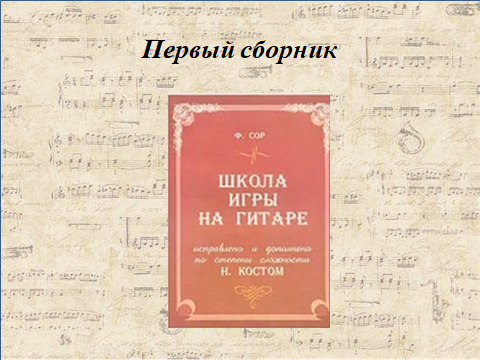 Первый сборник
Ф. СОР
ШКОЛА
ИГРЫ
НА ГИТАРЕ
исправлено и дополнено
по степени сложности
Н. КОСТОМ